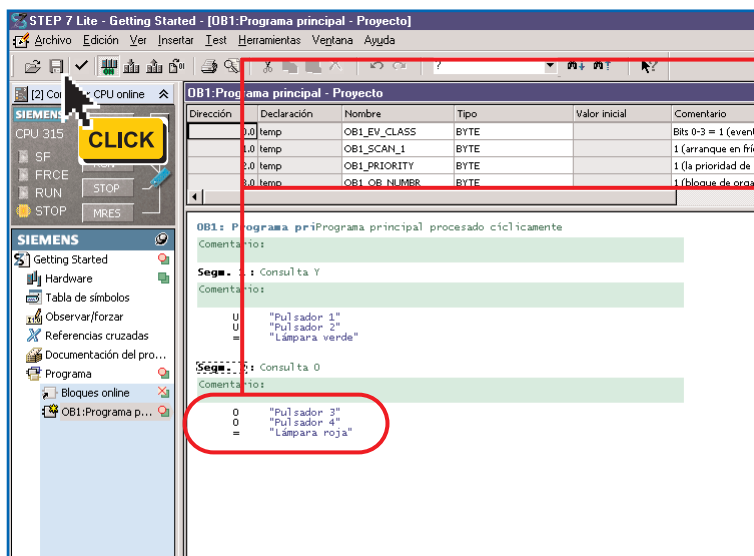 STEP 7 Lite - Getting Started - [OB1:Programa principal - Proyecto]
Archivo Edición Ver Insertar Test Herramientas Ventana Ayuda
?
[2] CPU online
SIEMENS
CPU 315
CLICK
SF
FRCE
RUN
STOP
STOP
MRES
OB1:Programa principal - Proyecto
Dirección Declaración Nombre Tipo Valor inicial Comentario
0.0 temp OB1_EV_CLASS BYTE Bits 0-3 = 1 (event
1.0 temp OB1_SCAN_1 BYTE 1 (arranque en frí
2.0 temp OB1_PRIORITY BYTE 1 (la prioridad de
3.0 temp OB1_OB_NUMBR BYTE 1 (bloque de orga
SIEMENS
Getting Started
Hardware
Tabla de símbolos
Observar/forzar
Referencias cruzadas
Documentación del pro...
Programa
Bloques online
OB1:Programa p...
OB1: Programa priPrograma principal procesado cíclicamente
Comentario:
Segm. 1 : Consulta Y
Comentario:
U "Pulsador 1"
U "Pulsador 2"
= "Lámpara verde"
Segm. 2 : Consulta O
Comentario:
O "Pulsador 3"
O "Pulsador 4"
= "Lámpara roja"